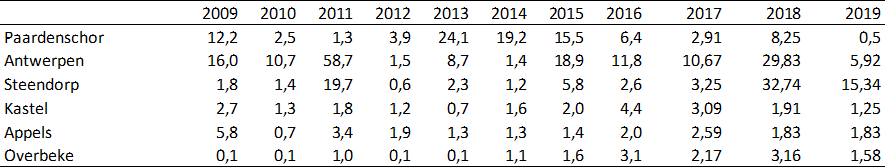 2009 2010 2011 2012 2013 2014 2015 2016 2017 2018 2019
Paardenschor 12,2 2,5 1,3 3,9 24,1 19,2 15,5 6,4 2,91 8,25 0,5
Antwerpen 16,0 10,7 58,7 1,5 8,7 1,4 18,9 11,8 10,67 29,83 5,92
Steendorp 1,8 1,4 19,7 0,6 2,3 1,2 5,8 2,6 3,25 32,74 15,34
Kastel 2,7 1,3 1,8 1,2 0,7 1,6 2,0 4,4 3,09 1,91 1,25
Appels 5,8 0,7 3,4 1,9 1,3 1,3 1,4 2,0 2,59 1,83 1,83
Overbeke 0,1 0,1 1,0 0,1 0,1 1,1 1,6 3,1 2,17 3,16 1,58